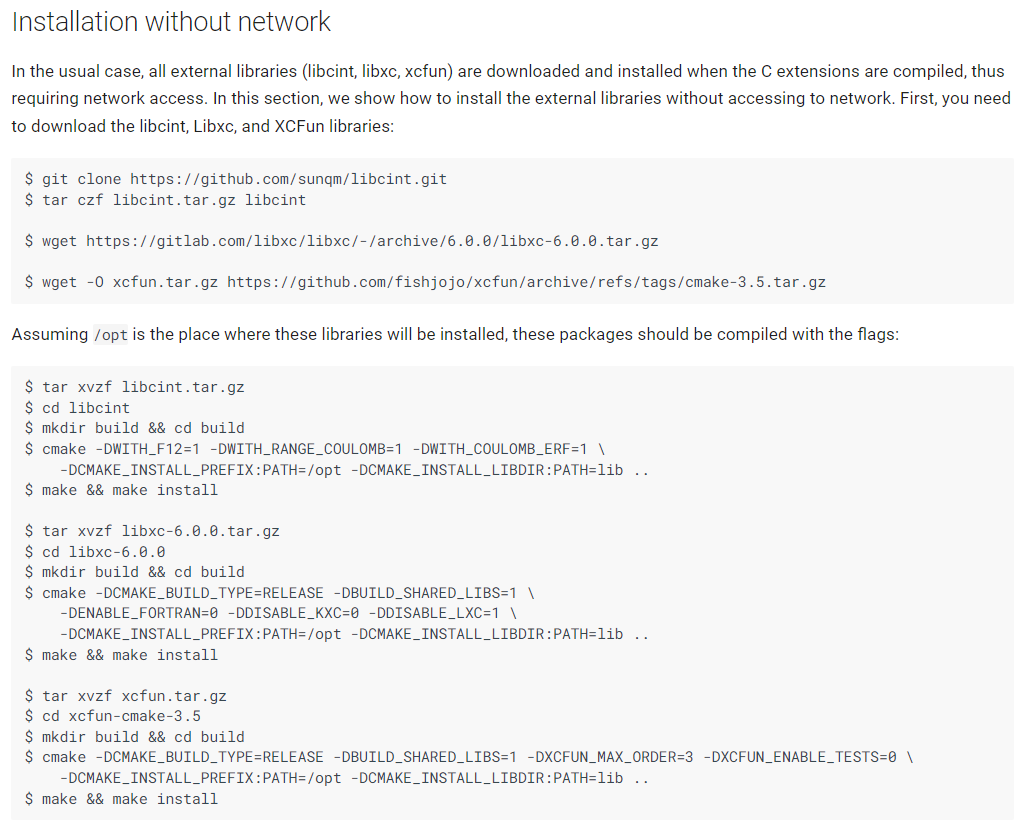 Installation without network
In the usual case, all external libraries (libcint, libxc, xcfun) are downloaded and installed when the C extensions are compiled, thus
requiring network access. In this section, we show how to install the external libraries without accessing to network. First, you need
to download the libcint, Libxc, and XCFun libraries:
$ git clone https://github.com/sunqm/libcint.git
$ tar czf libcint.tar.gz libcint
$ wget https://gitlab.com/libxc/libxc/-/archive/6.0.0/libxc-6.0.0.tar.gz
$ wget -O xcfun.tar.gz https://github.com/fishjojo/xcfun/archive/refs/tags/cmake-3.5.tar.gz
Assuming /opt is the place where these libraries will be installed, these packages should be compiled with the flags:
$ tar xvzf libcint.tar.gz
$ cd libcint
$ mkdir build && cd build
$ cmake -DWITH_F12=1 -DWITH_RANGE_COULOMB=1 -DWITH_COULOMB_ERF=1 \
    -DCMAKE_INSTALL_PREFIX:PATH=/opt -DCMAKE_INSTALL_LIBDIR:PATH=lib ..
$ make && make install
$ tar xvzf libxc-6.0.0.tar.gz
$ cd libxc-6.0.0
$ mkdir build && cd build
$ cmake -DCMAKE_BUILD_TYPE=RELEASE -DBUILD_SHARED_LIBS=1 \
    -DENABLE_FORTRAN=0 -DDISABLE_KXC=0 -DDISABLE_LXC=1 \
    -DCMAKE_INSTALL_PREFIX:PATH=/opt -DCMAKE_INSTALL_LIBDIR:PATH=lib ..
$ make && make install
$ tar xvzf xcfun.tar.gz
$ cd xcfun-cmake-3.5
$ mkdir build && cd build
$ cmake -DCMAKE_BUILD_TYPE=RELEASE -DBUILD_SHARED_LIBS=1 -DXCFUN_MAX_ORDER=3 -DXCFUN_ENABLE_TESTS=0 \
    -DCMAKE_INSTALL_PREFIX:PATH=/opt -DCMAKE_INSTALL_LIBDIR:PATH=lib ..
$ make && make install